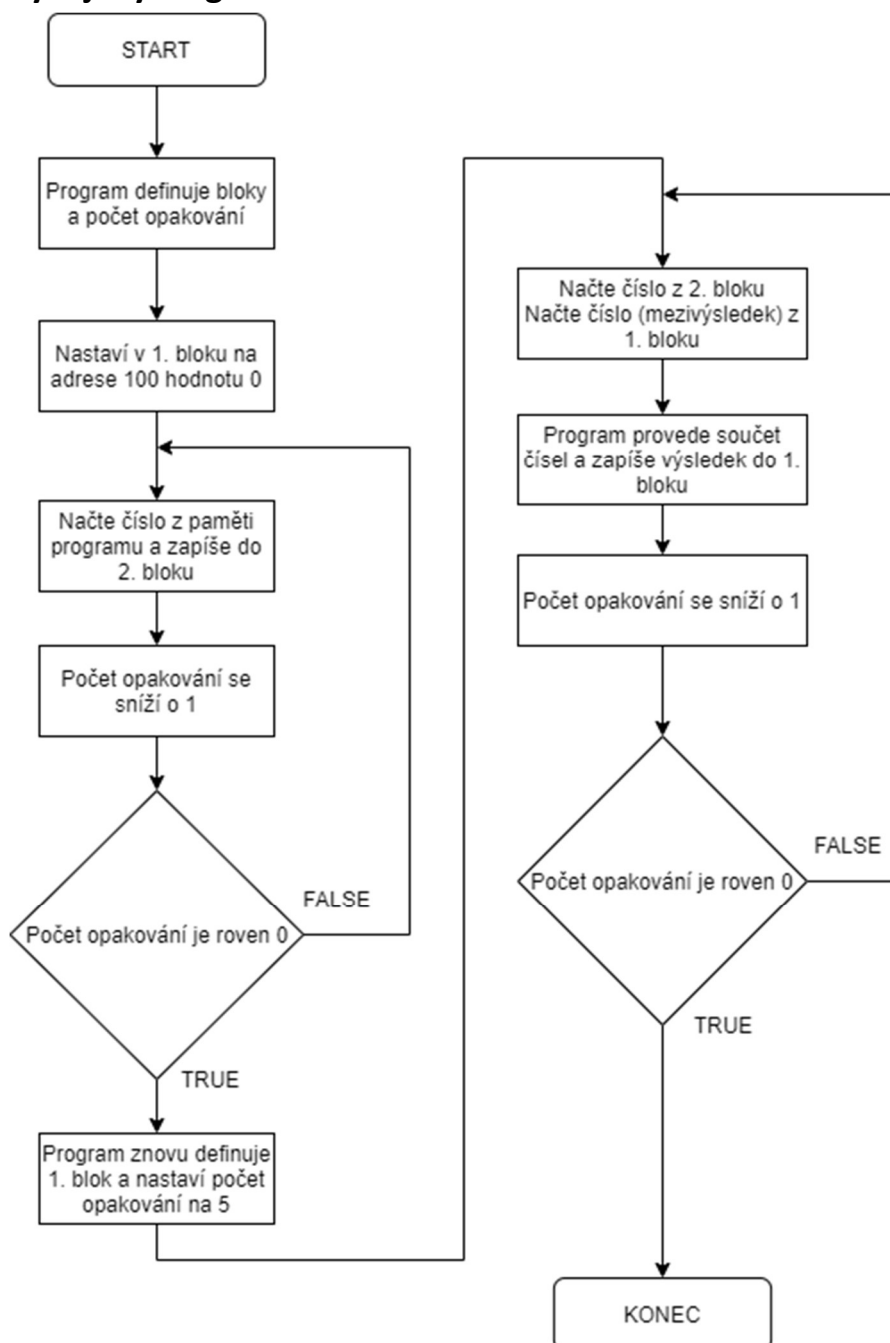 START
Program definuje bloky
a počet opakování
Nastaví v 1. bloku na
adrese 100 hodnotu 0
Načte číslo z paměti
programu a zapíše do
2. bloku
Počet opakování se
sníží o 1
Počet opakování je roven 0
FALSE
TRUE
Program znovu definuje
1. blok a nastaví počet
opakování na 5
Načte číslo z 2. bloku
Načte číslo (mezivýsledek) z
1. bloku
Program provede součet
čísel a zapíše výsledek do 1.
bloku
Počet opakování se sníží o 1
Počet opakování je roven 0
FALSE
TRUE
KONEC